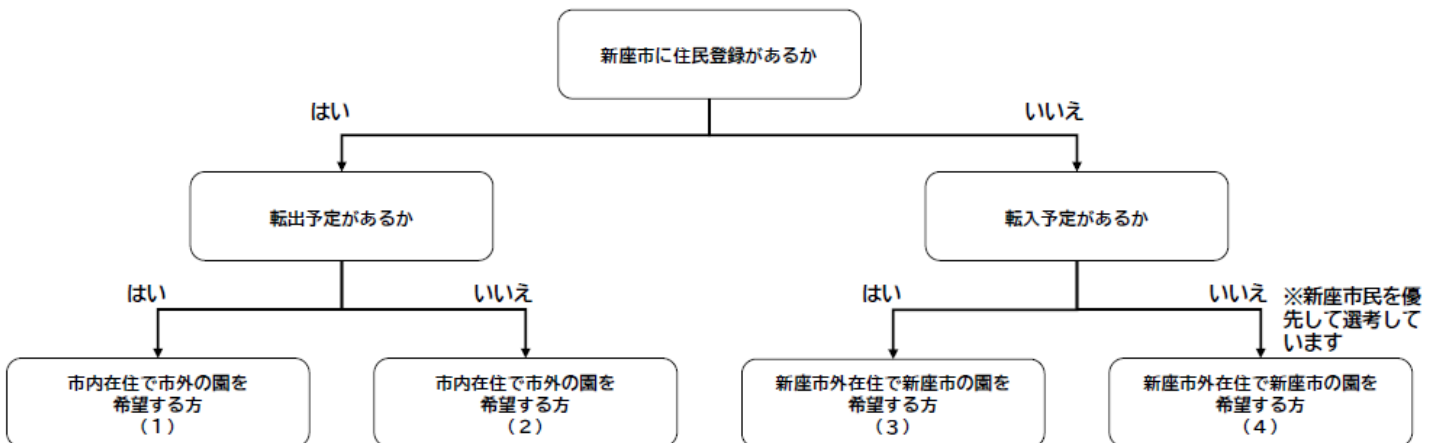 新座市に住民登録があるか
はい
いいえ
転出予定があるか
転入予定があるか
はい
いいえ
はい
いいえ
※新座市民を優
先して選考して
います
市内在住で市外の園を
希望する方
(1)
市内在住で市外の園を
希望する方
(2)
新座市外在住で新座市の園を
希望する方
(3)
新座市外在住で新座市の園を
希望する方
(4)